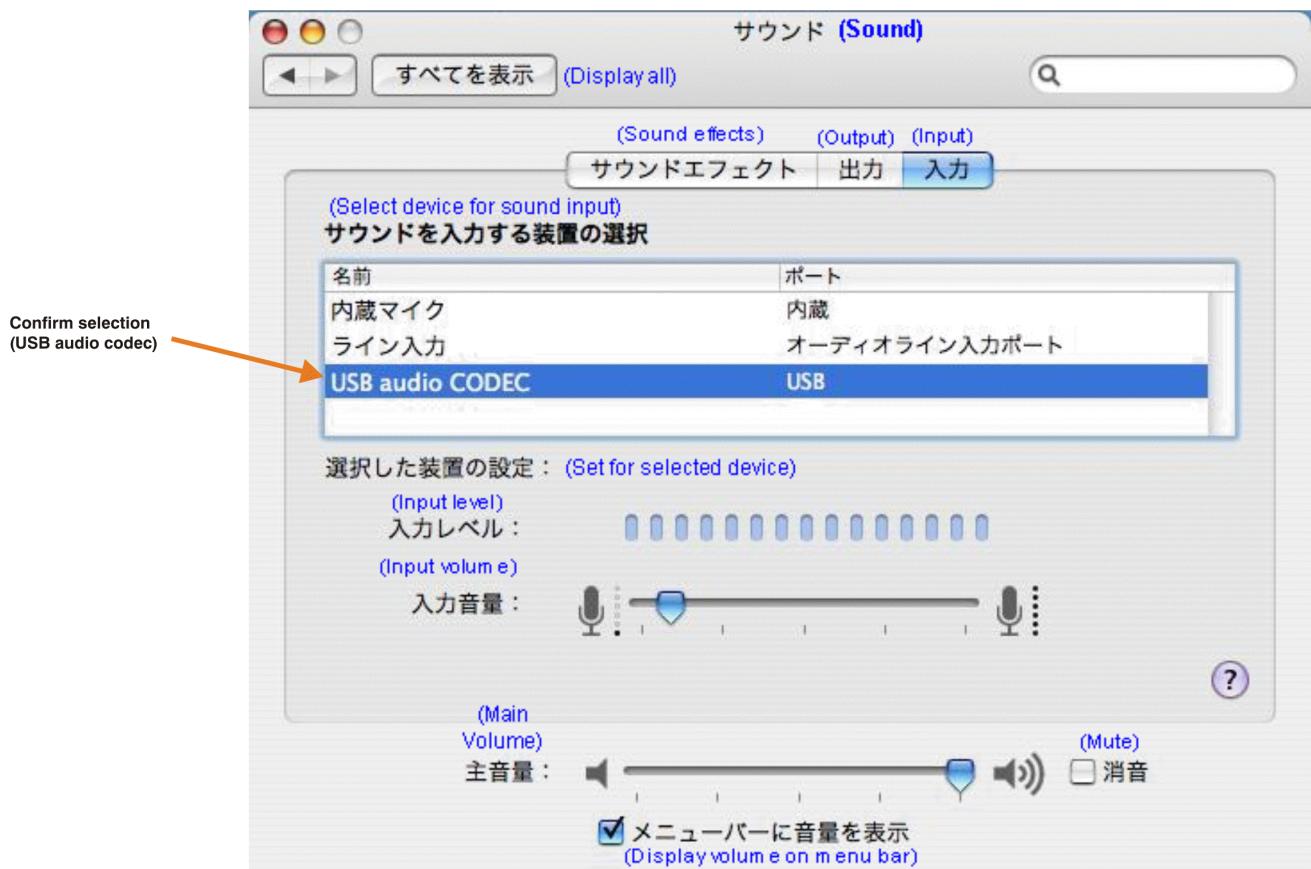 サウンド (Sound)
すべてを表示 (Display all)
(Sound effects) (Output) (Input)
サウンドエフェクト 出力 入力
(Select device for sound input)
サウンドを入力する装置の選択
名前 ポート
内蔵マイク 内蔵
Confirm selection
(USB audio codec)
ライン入力 オーディオライン入力ポート
USB audio CODEC USB
選択した装置の設定： (Set for selected device)
(Input level)
入力レベル：
(Input volume)
入力音量：
?
(Main
Volume)
主音量：
(Mute)
消音
メニューバーに音量を表示
(Display volume on menu bar)